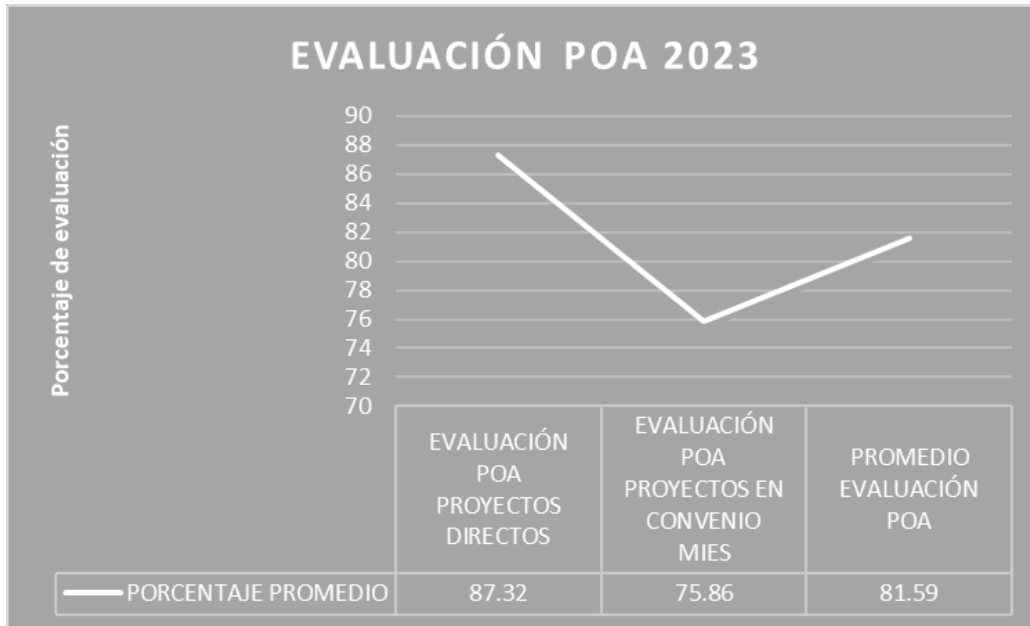 EVALUACIÓN POA 2023
Porcentaje de evaluación
90
88
86
84
82
80
78
76
74
72
70
EVALUACIÓN
POA
PROYECTOS
DIRECTOS
EVALUACIÓN
POA
PROYECTOS EN
CONVENIO
MIES
PROMEDIO
EVALUACIÓN
POA
PORCENTAJE PROMEDIO 87.32 75.86 81.59